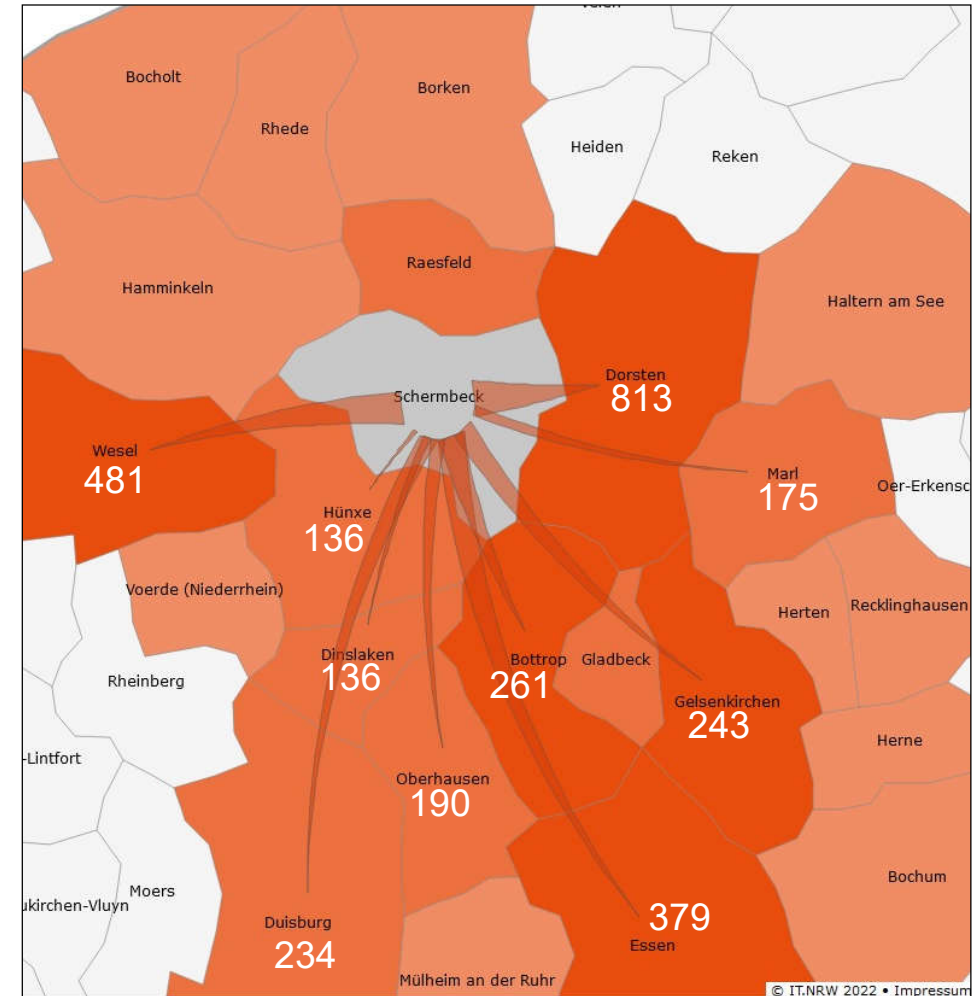 Bocholt
Borken
Rhede
Heiden
Reken
Raesfeld
Hamminkeln
Haltern am See
Dorsten
813
Schermbeck
Wesel
481
Marl
175
Oer-Erkensc
Hünxe
136
Voerde (Niederrhein)
Herten
Recklinghausen
Dinslaken
136
Bottrop
261
Gladbeck
Rheinberg
Gelsenkirchen
243
Herne
-Lintfort
Oberhausen
190
Bochum
Moers
ukirchen-Vluyn
Duisburg
234
379
Essen
Mülheim an der Ruhr
© IT.NRW 2022 • Impressum